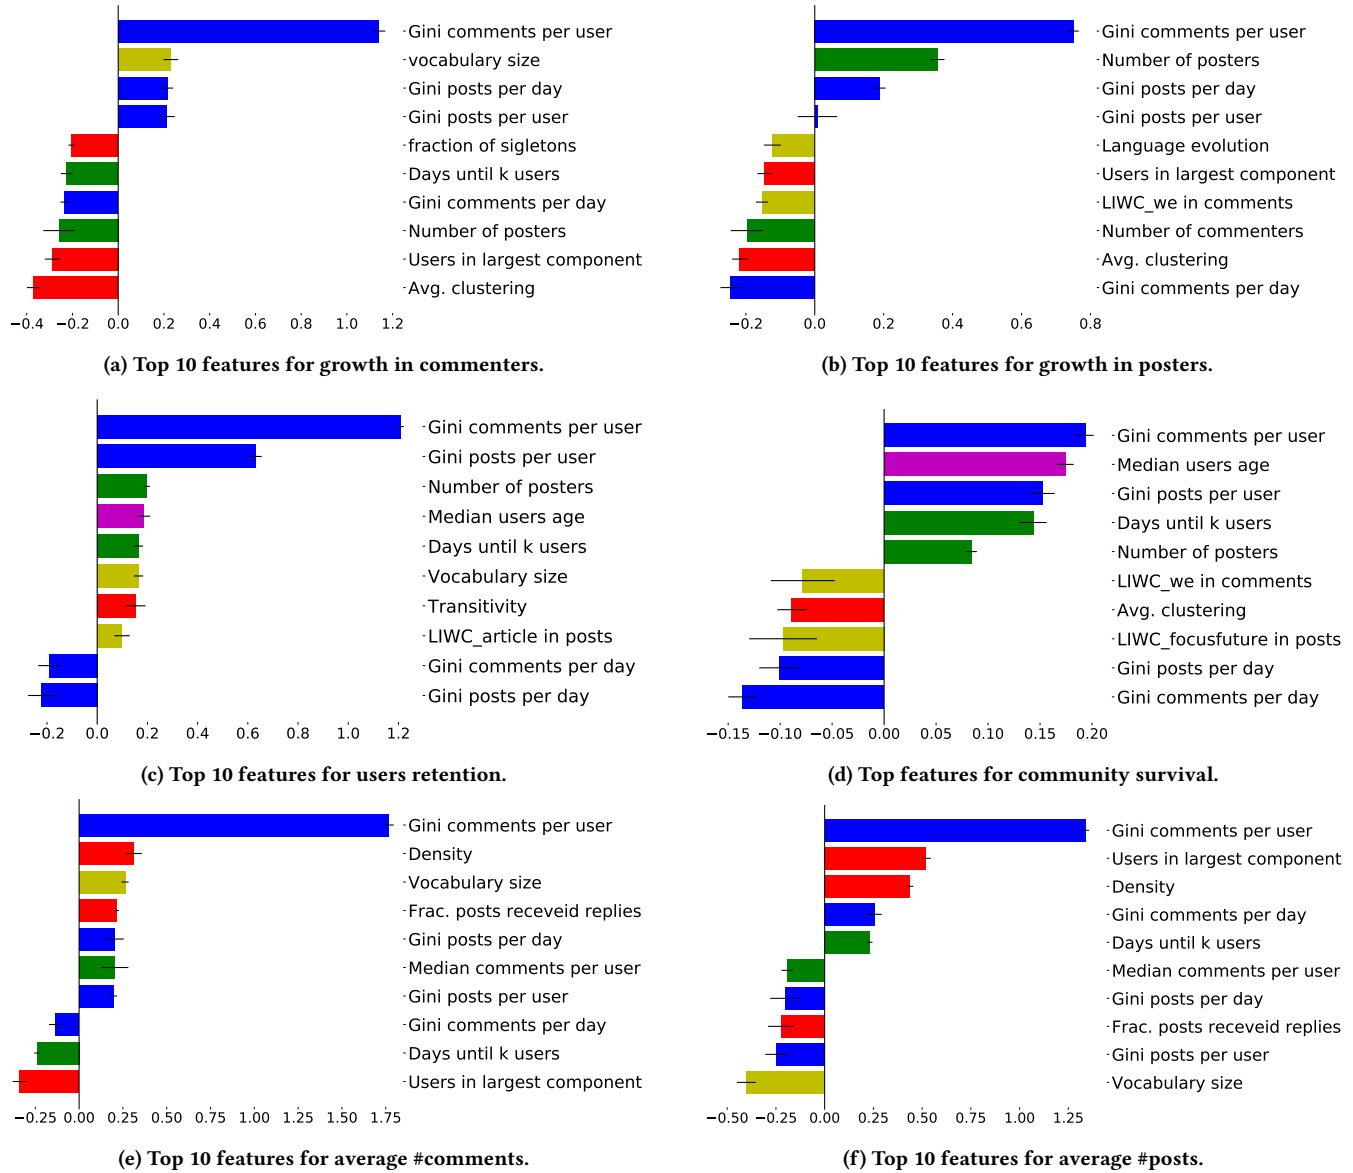 Gini comments per user
vocabulary size
Gini posts per day
Gini posts per user
fraction of sigletons
Days until k users
Gini comments per day
Number of posters
Users in largest component
Avg. clustering
−0.4 −0.2 0.0 0.2 0.4 0.6 0.8 1.0 1.2
(a) Top 10 features for growth in commenters.
Gini comments per user
Number of posters
Gini posts per day
Gini posts per user
Language evolution
Users in largest component
LIWC_we in comments
Number of commenters
Avg. clustering
Gini comments per day
−0.2 0.0 0.2 0.4 0.6 0.8
(b) Top 10 features for growth in posters.
Gini comments per user
Gini posts per user
Number of posters
Median users age
Days until k users
Vocabulary size
Transitivity
LIWC_article in posts
Gini comments per day
Gini posts per day
−0.2 0.0 0.2 0.4 0.6 0.8 1.0 1.2
(c) Top 10 features for users retention.
Gini comments per user
Median users age
Gini posts per user
Days until k users
Number of posters
LIWC_we in comments
Avg. clustering
LIWC_focusfuture in posts
Gini posts per day
Gini comments per day
−0.15 −0.10 −0.05 0.00 0.05 0.10 0.15 0.20
(d) Top features for community survival.
Gini comments per user
Density
Vocabulary size
Frac. posts receveid replies
Gini posts per day
Median comments per user
Gini posts per user
Gini comments per day
Days until k users
Users in largest component
−0.25 0.00 0.25 0.50 0.75 1.00 1.25 1.50 1.75
(e) Top 10 features for average #comments.
Gini comments per user
Users in largest component
Density
Gini comments per day
Days until k users
Median comments per user
Gini posts per day
Frac. posts receveid replies
Gini posts per user
Vocabulary size
−0.50 −0.25 0.00 0.25 0.50 0.75 1.00 1.25
(f) Top 10 features for average #posts.